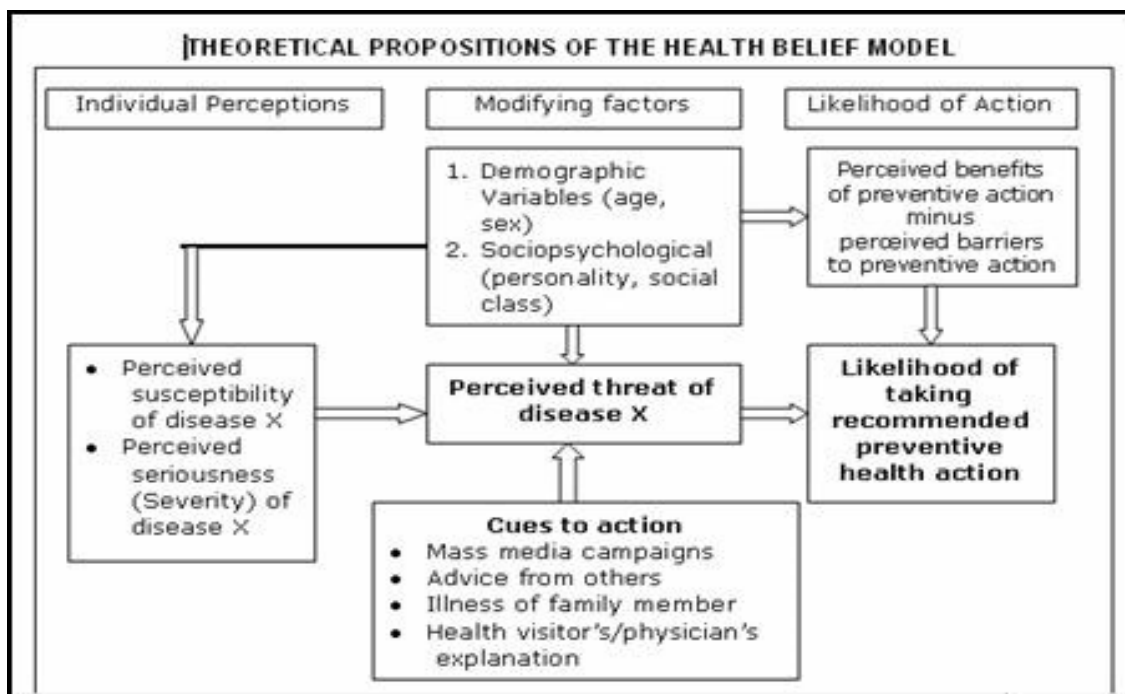 THEORETICAL PROPOSITIONS OF THE HEALTH BELIEF MODEL
Individual Perceptions
Modifying factors
Likelihood of Action
1. Demographic
Variables (age,
sex)
2. Sociopsychological
(personality, social
class)
Perceived benefits
of preventive action
minus
perceived barriers
to preventive action
• Perceived
susceptibility
of disease X
• Perceived
seriousness
(Severity) of
disease X
Perceived threat of
disease X
Likelihood of
taking
recommended
preventive
health action
Cues to action
• Mass media campaigns
• Advice from others
• Illness of family member
• Health visitor's/physician's
explanation